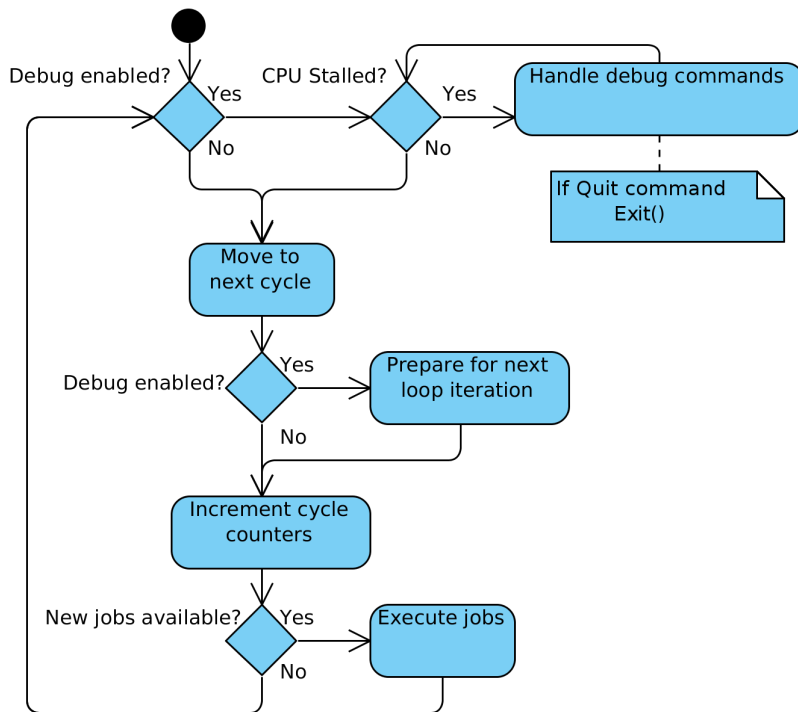 Debug enabled?
CPU Stalled?
Handle debug commands
Yes
Yes
No
No
If Quit command
Exit()
Move to
next cycle
Yes
Prepare for next
loop iteration
Debug enabled?
No
Increment cycle
counters
New jobs available?
Yes
Execute jobs
No